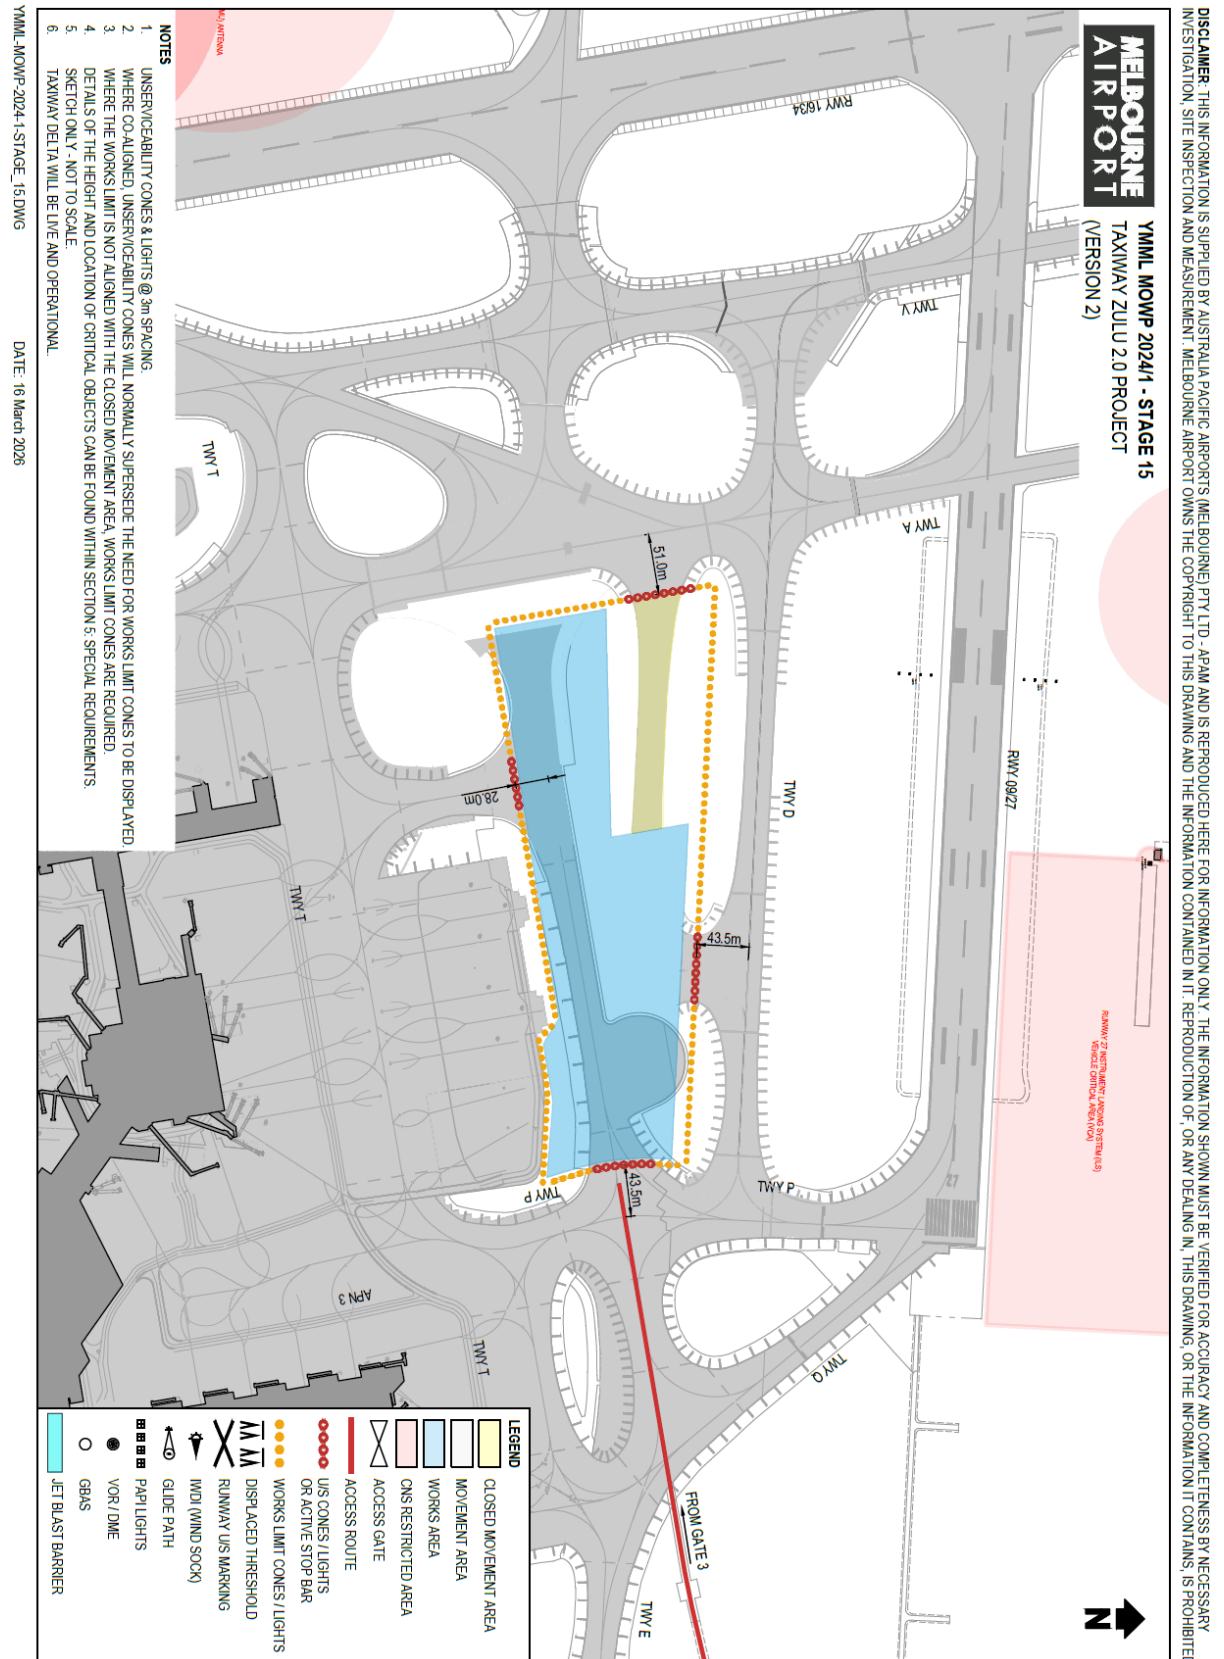 DISCLAIMER: THIS INFORMATION IS SUPPLIED BY AUSTRALIA PACIFIC AIRPORTS (MELBOURNE) PTY LTD - APAM AND IS REPRODUCED HERE FOR INFORMATION ONLY. THE INFORMATION SHOWN MUST BE VERIFIED FOR ACCURACY AND COMPLETENESS BY NECESSARY
INVESTIGATION, SITE INSPECTION AND MEASUREMENT. MELBOURNE AIRPORT OWNS THE COPYRIGHT TO THIS DRAWING AND THE INFORMATION CONTAINED IN IT. REPRODUCTION OF, OR ANY DEALING IN, THIS DRAWING, OR THE INFORMATION IT CONTAINS, IS PROHIBITED
MELBOURNE
AIRPORT
YMML MOWP 2024/1 - STAGE 15
TAXIWAY ZULU 2.0 PROJECT
(VERSION 2)
N
RWY 16/34
TWY V
TWY A
RWY 09/27
RUNWAY 27 INSTRUMENT LANDING SYSTEM (ILS)
VEHICLE CRITICAL AREA (VCA)
27
TWY D
TWY P
TWY Q
51.0m
43.5m
43.5m
28.0m
TWY P
FROM GATE 3
TWY E
TWY T
TWY T
TWY T
APN 3
ANTENNA
NOTES
1. UNSERVICEABILITY CONES & LIGHTS @ 3m SPACING.
2. WHERE CO-ALIGNED, UNSERVICEABILITY CONES WILL NORMALLY SUPERSEDE THE NEED FOR WORKS LIMIT CONES TO BE DISPLAYED.
3. WHERE THE WORKS LIMIT IS NOT ALIGNED WITH THE CLOSED MOVEMENT AREA, WORKS LIMIT CONES ARE REQUIRED.
4. DETAILS OF THE HEIGHT AND LOCATION OF CRITICAL OBJECTS CAN BE FOUND WITHIN SECTION 5: SPECIAL REQUIREMENTS.
5. SKETCH ONLY - NOT TO SCALE.
6. TAXIWAY DELTA WILL BE LIVE AND OPERATIONAL.
LEGEND
CLOSED MOVEMENT AREA
MOVEMENT AREA
WORKS AREA
CNS RESTRICTED AREA
ACCESS GATE
ACCESS ROUTE
U/S CONES / LIGHTS
OR ACTIVE STOP BAR
WORKS LIMIT CONES / LIGHTS
DISPLACED THRESHOLD
RUNWAY U/S MARKING
IWDI (WIND SOCK)
GLIDE PATH
PAPI LIGHTS
VOR / DME
GBAS
JET BLAST BARRIER
YMML-MOWP-2024-1-STAGE_15.DWG
DATE: 16 March 2026